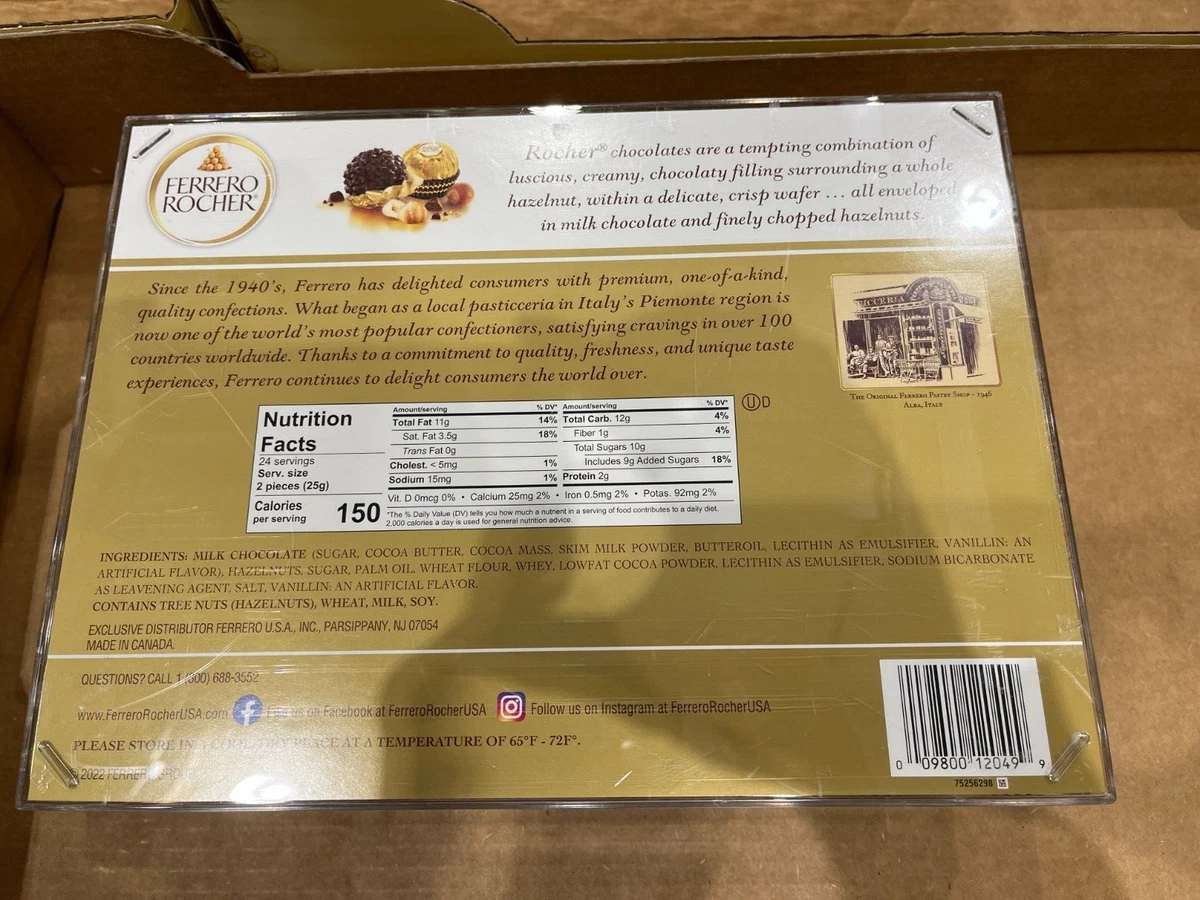 FERRERO
ROCHER®
Rocher® chocolates are a tempting combination of
luscious, creamy, chocolaty filling surrounding a whole
hazelnut, within a delicate, crisp wafer ... all enveloped
in milk chocolate and finely chopped hazelnuts.
Since the 1940's, Ferrero has delighted consumers with premium, one-of-a-kind,
quality confections. What began as a local pasticceria in Italy's Piemonte region is
now one of the world's most popular confectioners, satisfying cravings in over 100
countries worldwide. Thanks to a commitment to quality, freshness, and unique taste
experiences, Ferrero continues to delight consumers the world over.
THE ORIGINAL FERRERO PASTRY SHOP - 1946
ALBA, ITALY
Nutrition
Facts
24 servings
Serv. size
2 pieces (25g)
Calories
per serving
150
Amount/serving % DV*
Total Fat 11g 14%
Sat. Fat 3.5g 18%
Trans Fat 0g
Cholest. < 5mg 1%
Sodium 15mg 1%
Amount/serving % DV*
Total Carb. 12g 4%
Fiber 1g 4%
Total Sugars 10g
Includes 9g Added Sugars 18%
Protein 2g
Vit. D 0mcg 0% • Calcium 25mg 2% • Iron 0.5mg 2% • Potas. 92mg 2%
*The % Daily Value (DV) tells you how much a nutrient in a serving of food contributes to a daily diet.
2,000 calories a day is used for general nutrition advice.
UD
INGREDIENTS: MILK CHOCOLATE (SUGAR, COCOA BUTTER, COCOA MASS, SKIM MILK POWDER, BUTTEROIL, LECITHIN AS EMULSIFIER, VANILLIN: AN
ARTIFICIAL FLAVOR), HAZELNUTS, SUGAR, PALM OIL, WHEAT FLOUR, WHEY, LOWFAT COCOA POWDER, LECITHIN AS EMULSIFIER, SODIUM BICARBONATE
AS LEAVENING AGENT, SALT, VANILLIN: AN ARTIFICIAL FLAVOR.
CONTAINS TREE NUTS (HAZELNUTS), WHEAT, MILK, SOY.
EXCLUSIVE DISTRIBUTOR FERRERO U.S.A., INC., PARSIPPANY, NJ 07054
MADE IN CANADA.
QUESTIONS? CALL 1 (800) 688-3552
www.FerreroRocherUSA.com
us on Facebook at FerreroRocherUSA
Follow us on Instagram at FerreroRocherUSA
PLEASE STORE IN A COOL, DRY PLACE AT A TEMPERATURE OF 65°F - 72F°.
© 2022 FERRERO GROUP
0 09800 12049 9
75256298